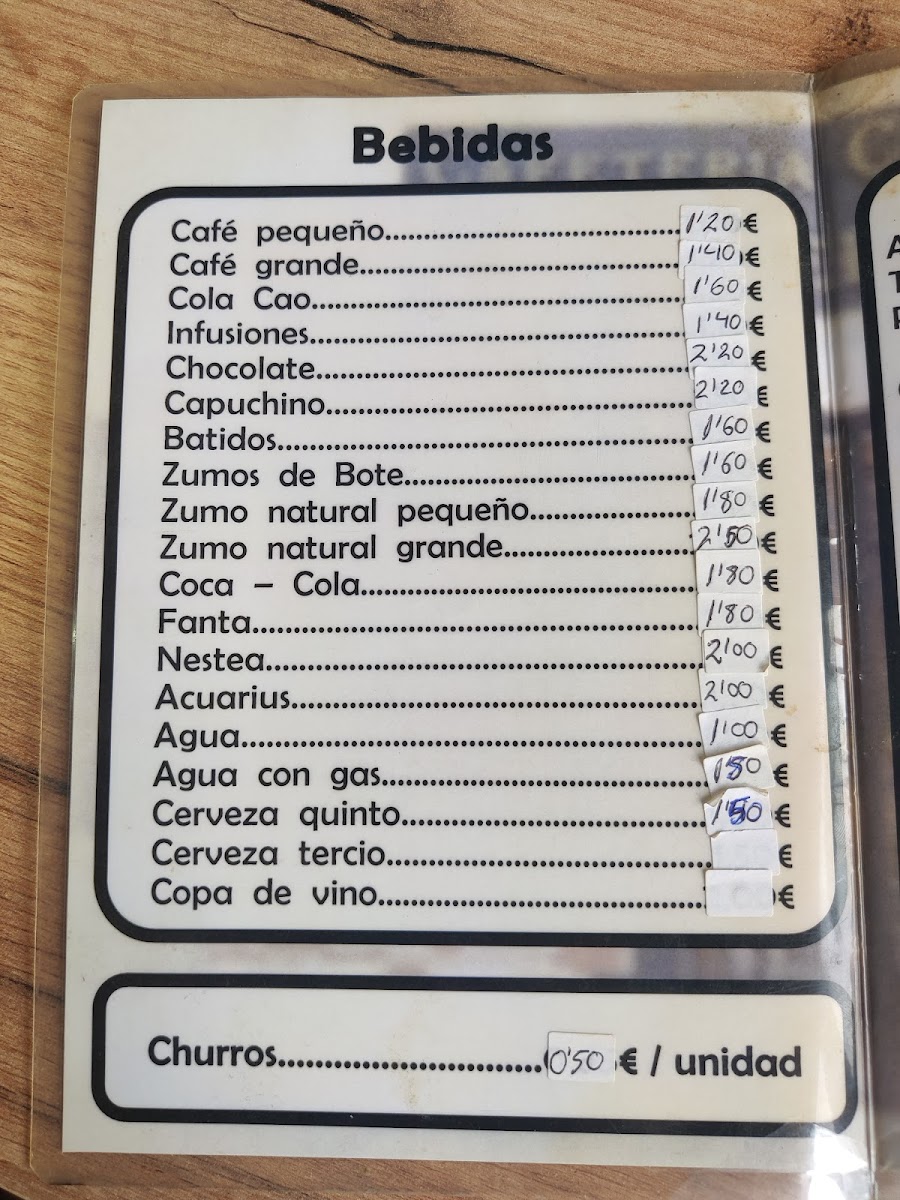 Bebidas
Café pequeño....................................................1'20 €
Café grande........................................................1'40 €
Cola Cao.............................................................1'60 €
Infusiones.............................................................1'40 €
Chocolate............................................................2'20 €
Capuchino...........................................................2'20 €
Batidos..................................................................1'60 €
Zumos de Bote..............................................1'60 €
Zumo natural pequeño..........................1'80 €
Zumo natural grande..............................2'50 €
Coca – Cola.....................................................1'80 €
Fanta.....................................................................1'80 €
Nestea..................................................................2'00 €
Acuarius...............................................................2'00 €
Agua.......................................................................1'00 €
Agua con gas..................................................1'50 €
Cerveza quinto................................................1'50 €
Cerveza tercio..................................................€
Copa de vino....................................................€
Churros.........................................0'50 € / unidad